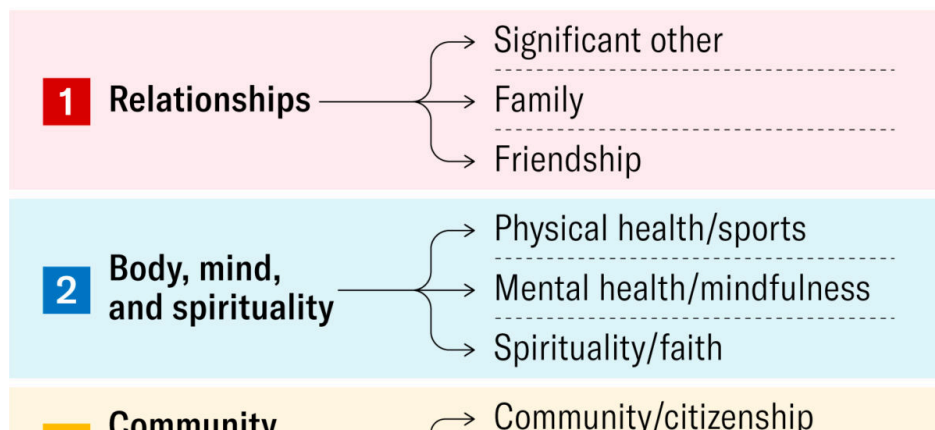 1 Relationships
Significant other
Family
Friendship
2 Body, mind,
and spirituality
Physical health/sports
Mental health/mindfulness
Spirituality/faith
Community
Community/citizenship